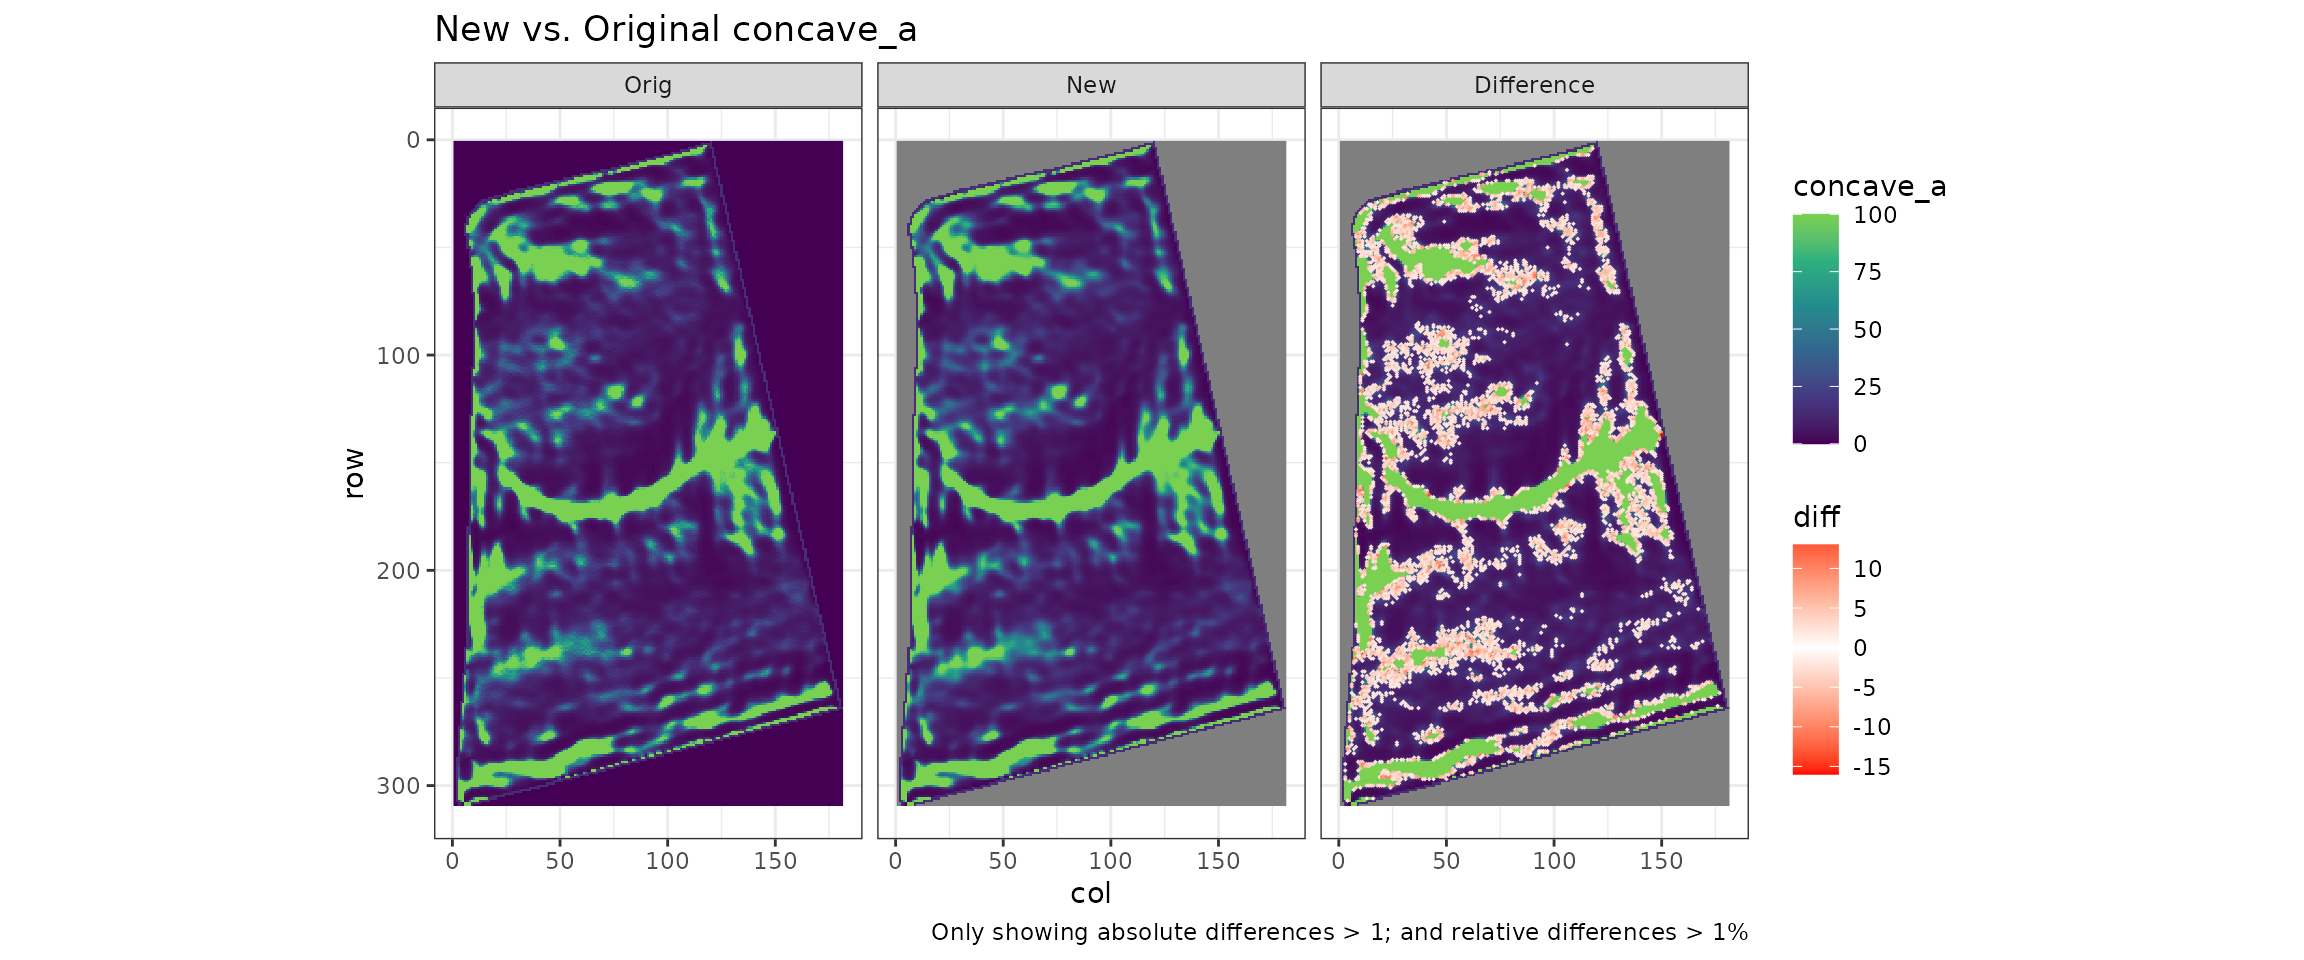 New vs. Original concave_a
Orig
New
Difference
0
100
200
300
row
0 50 100 150
0 50 100 150
0 50 100 150
col
concave_a
100
75
50
25
0
diff
10
5
0
-5
-10
-15
Only showing absolute differences > 1; and relative differences > 1%